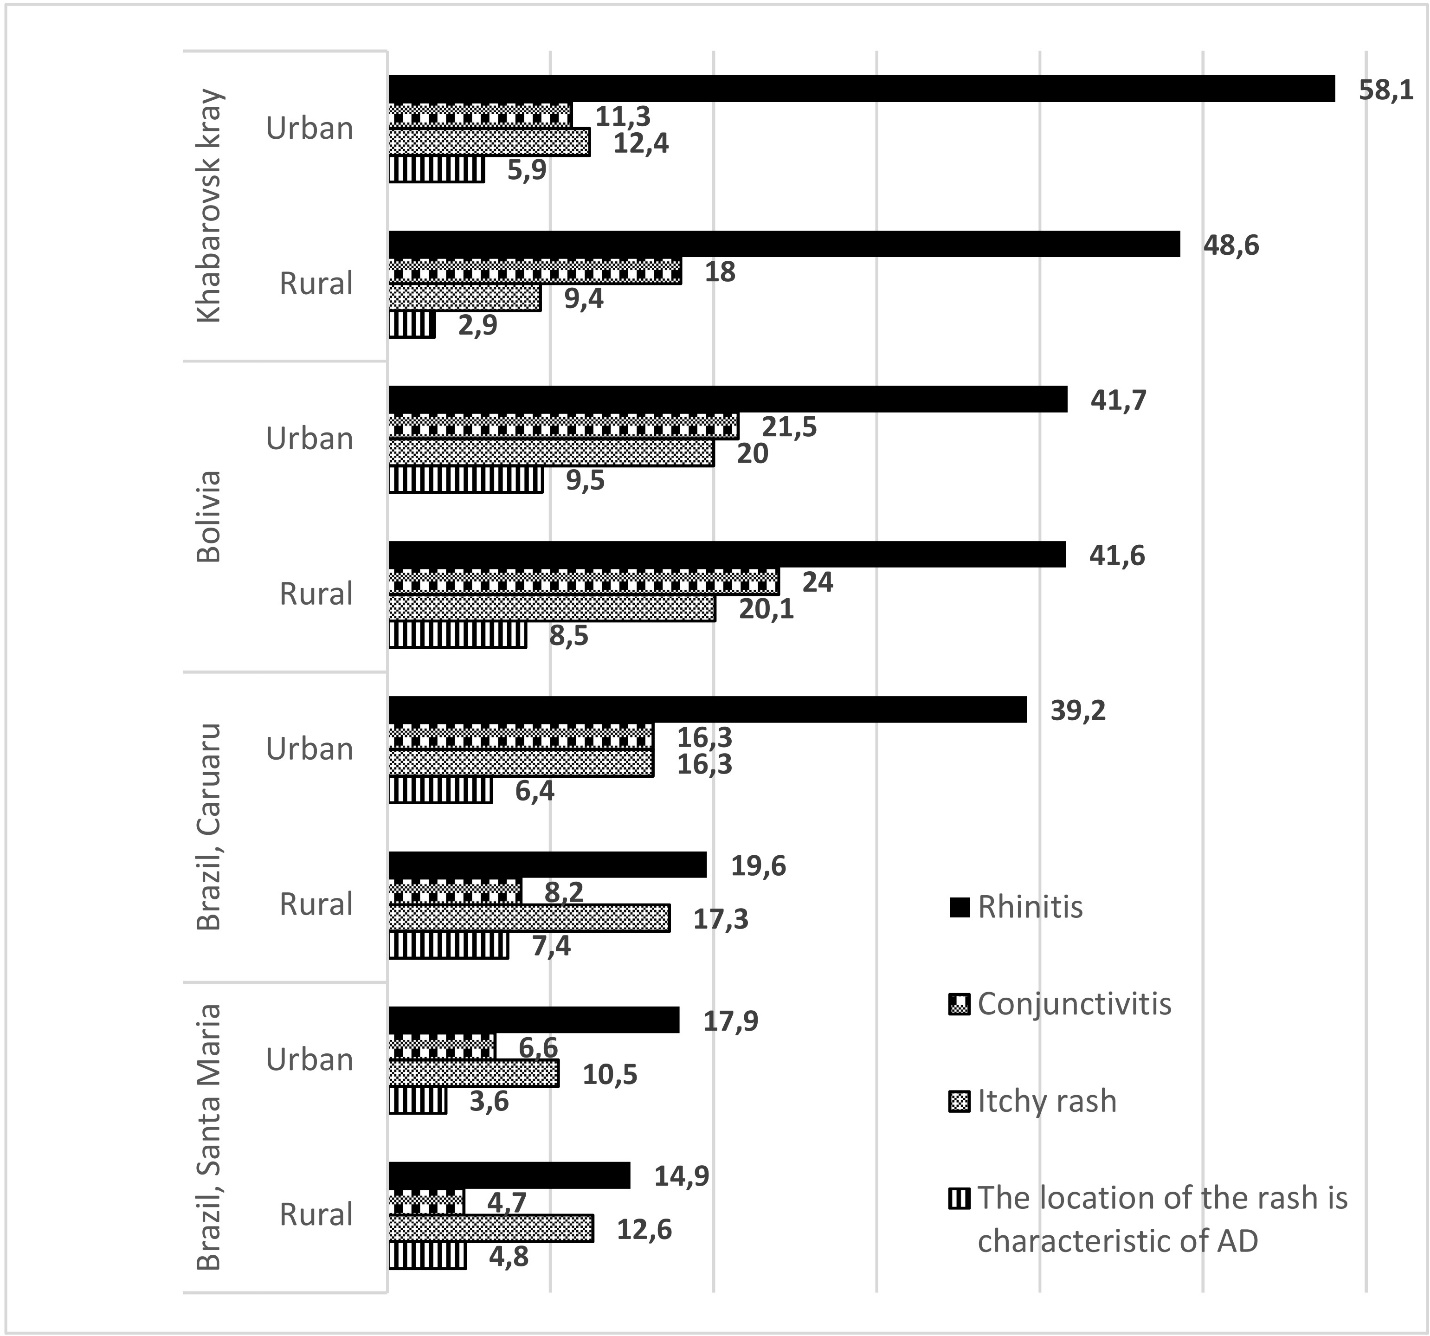 Khabarovsk kray
Urban
58,1
11,3
12,4
5,9
Rural
48,6
18
9,4
2,9
Bolivia
Urban
41,7
21,5
20
9,5
Rural
41,6
24
20,1
8,5
Brazil, Caruaru
Urban
39,2
16,3
16,3
6,4
Rural
19,6
8,2
17,3
7,4
Brazil, Santa Maria
Urban
17,9
6,6
10,5
3,6
Rural
14,9
4,7
12,6
4,8
Rhinitis
Conjunctivitis
Itchy rash
The location of the rash is
characteristic of AD